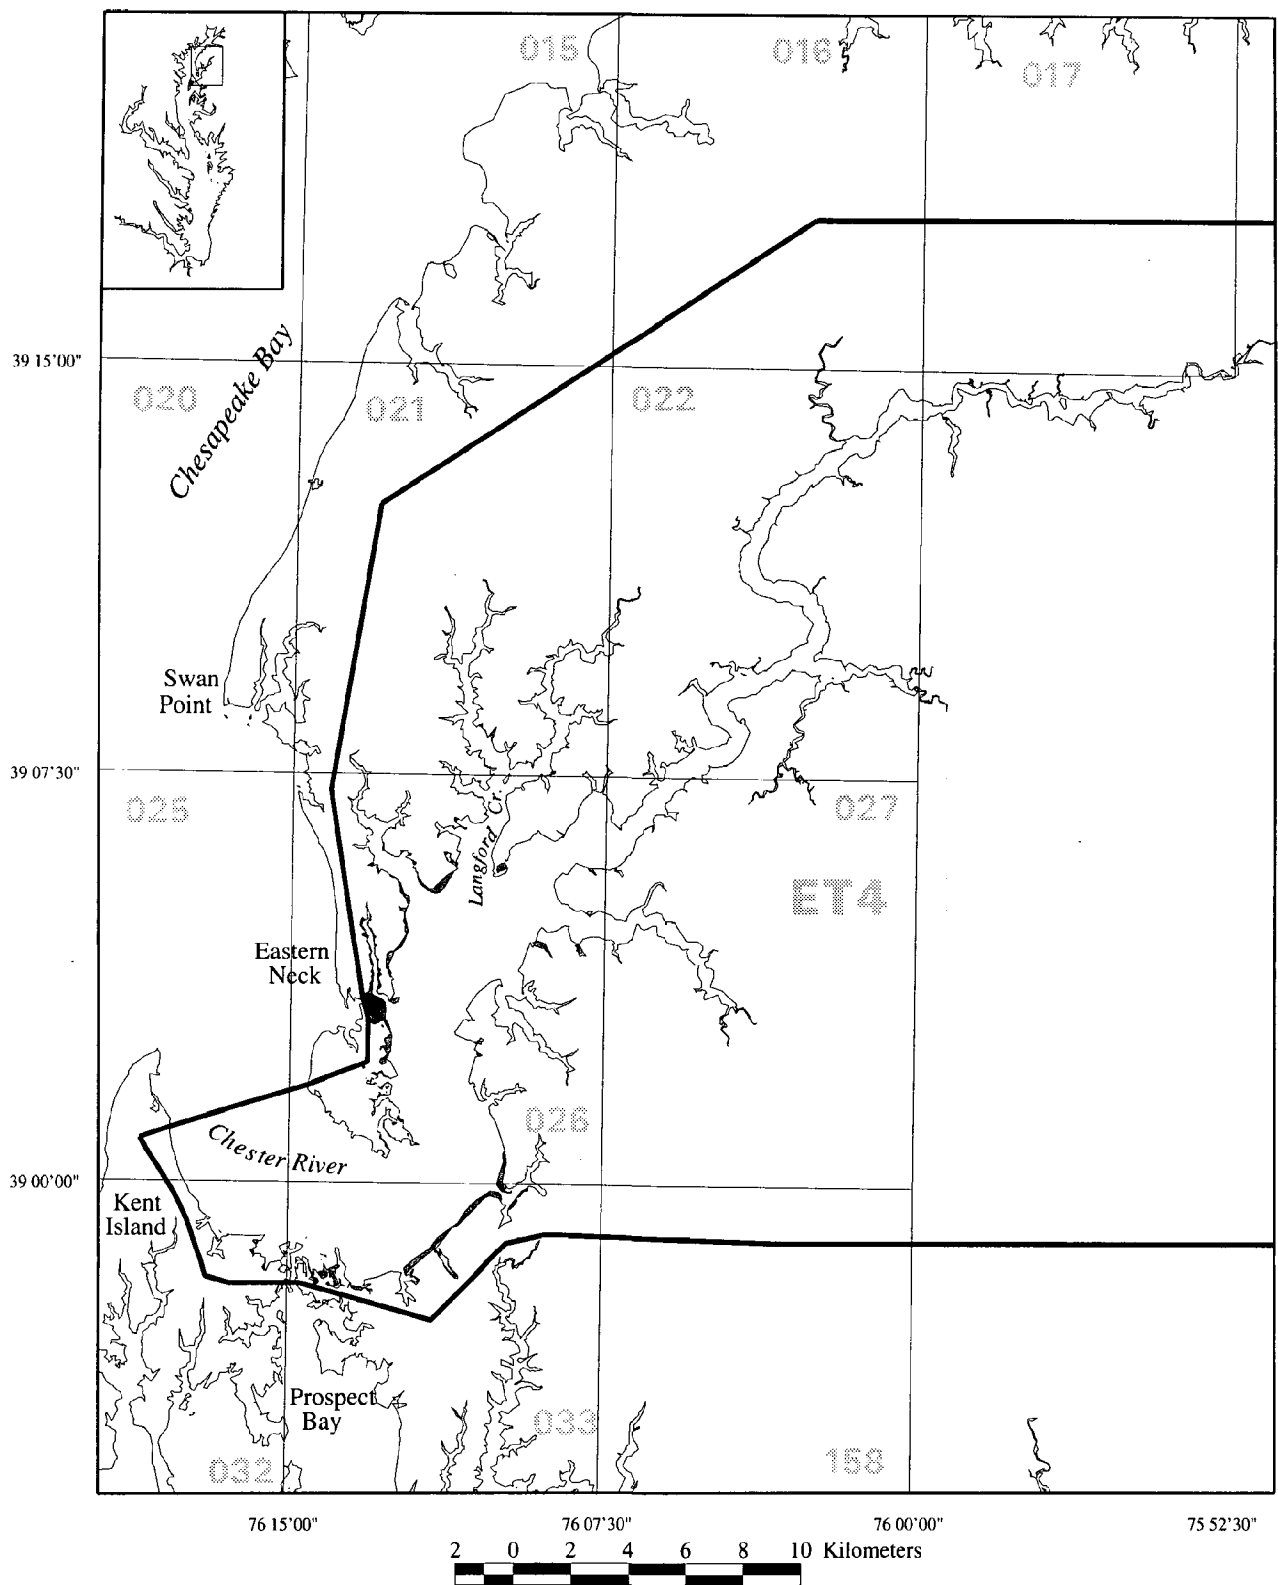 015
016
017
Chesapeake Bay
39 15'00"
020
021
022
Swan
Point
39 07'30"
025
Langford Cr.
027
ET4
Eastern
Neck
026
Chester River
39 00'00"
Kent
Island
Prospect
Bay
033
032
158
76 15'00"
76 07'30"
76 00'00"
75 52'30"
2 0 2 4 6 8 10 Kilometers